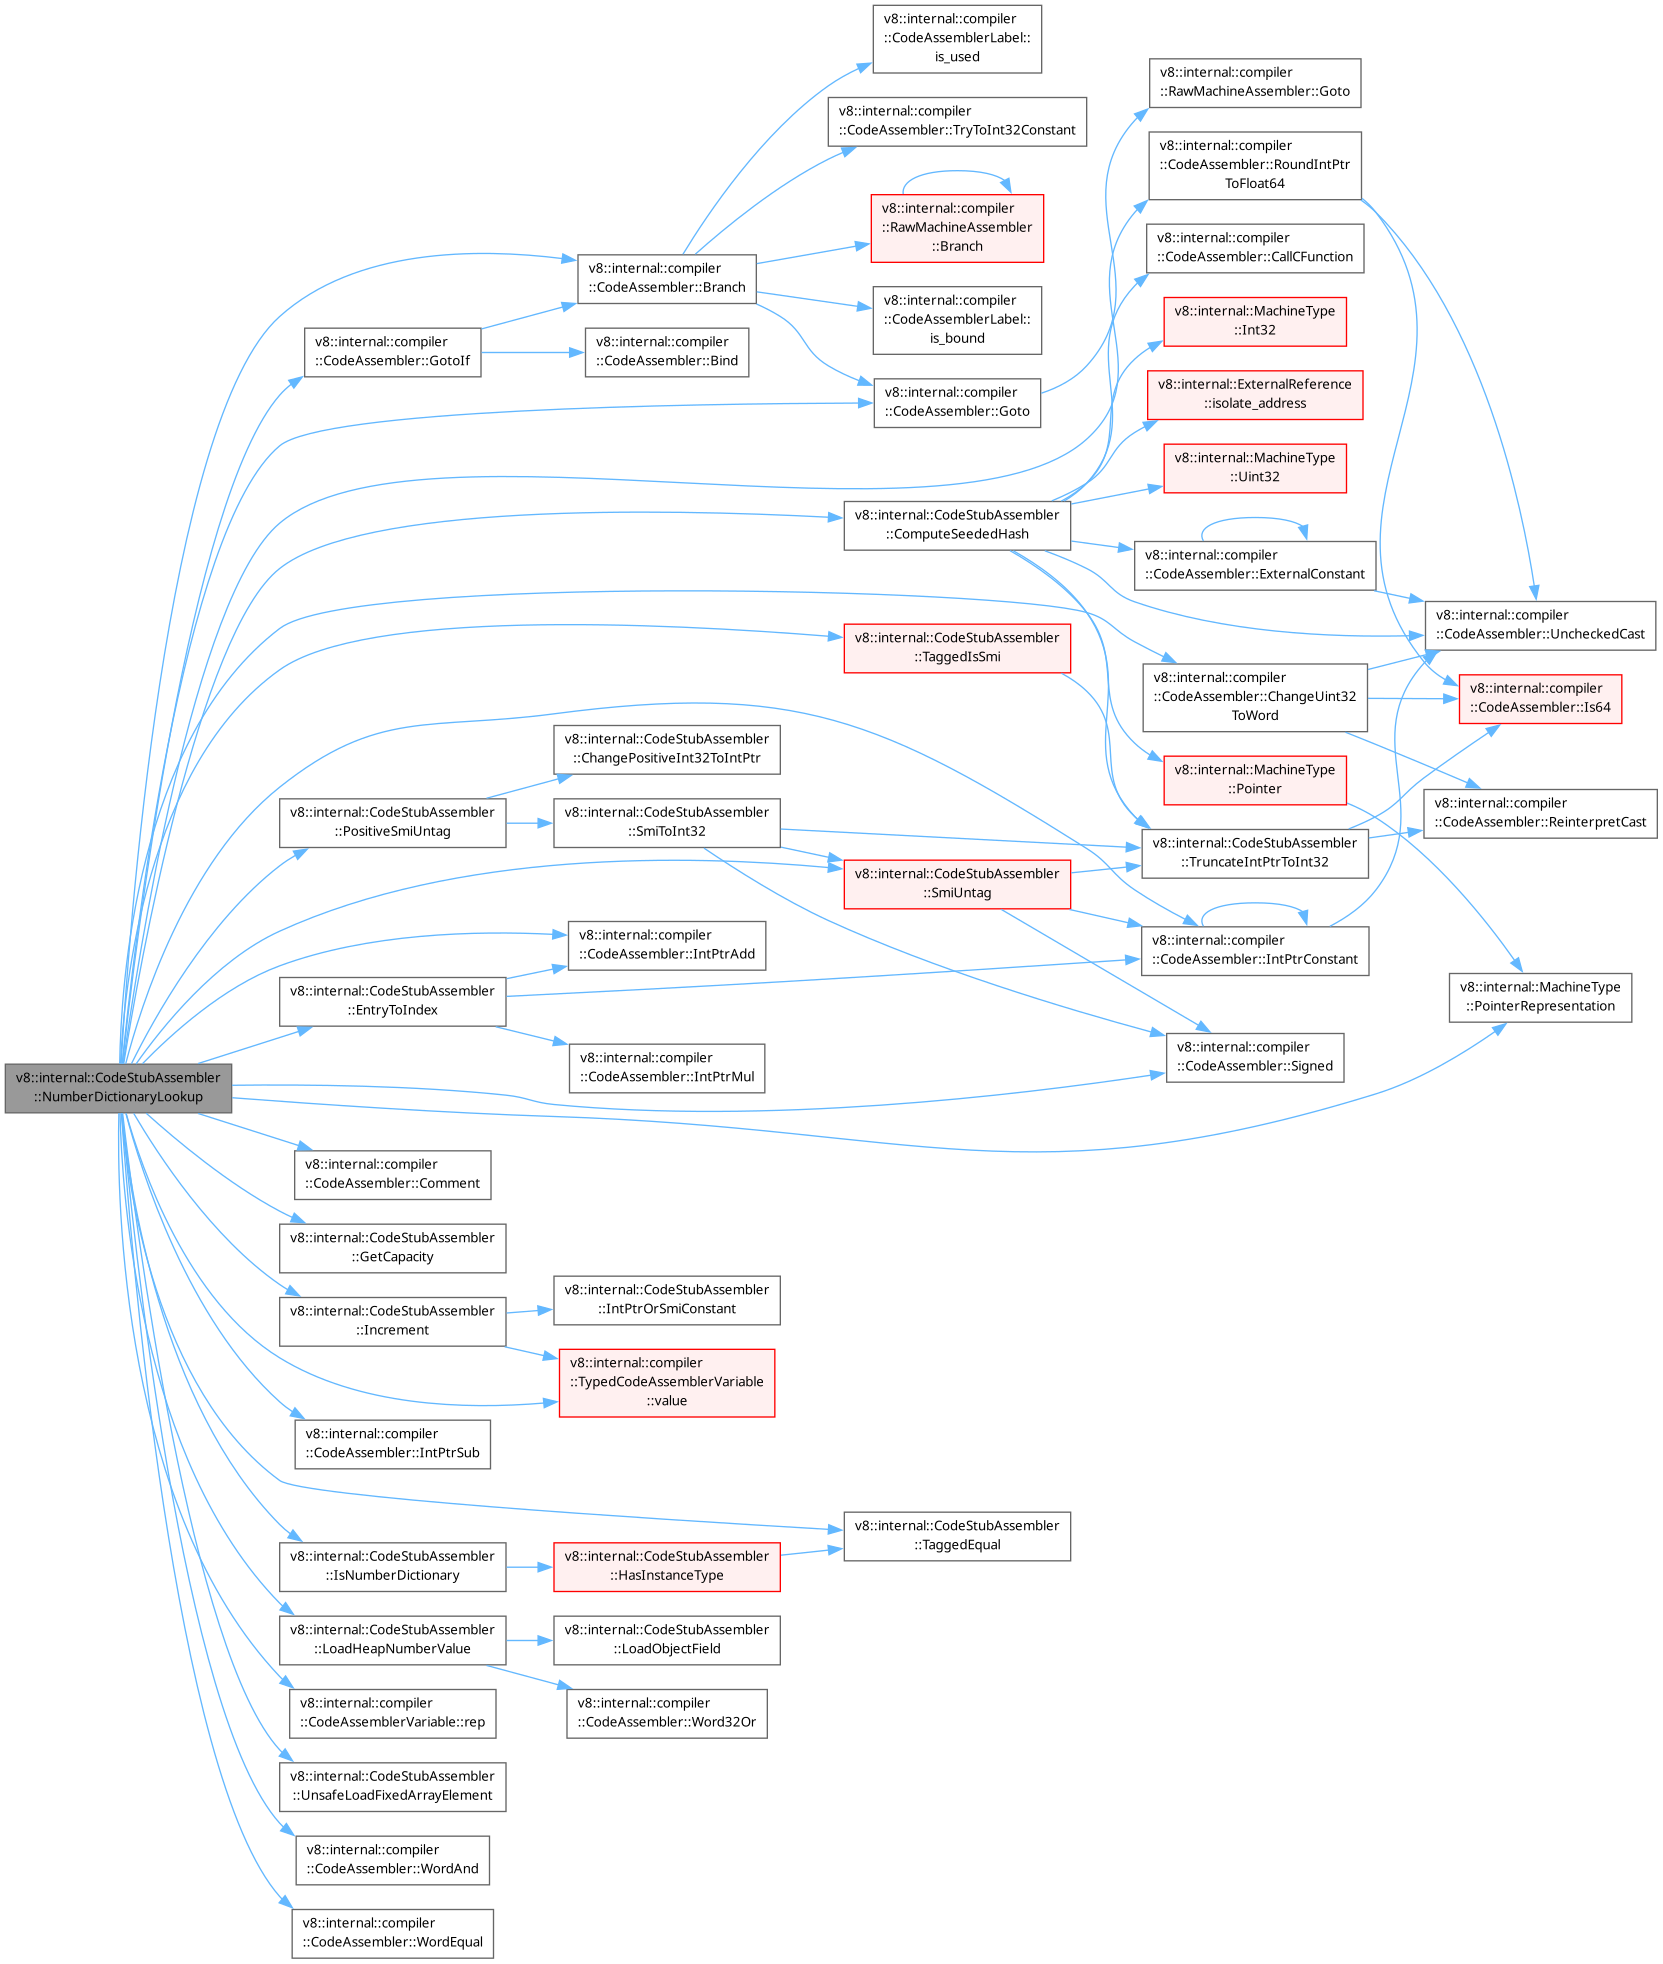 v8::internal::compiler
::CodeAssemblerLabel::
is_used
v8::internal::compiler
::RawMachineAssembler::Goto
v8::internal::compiler
::CodeAssembler::TryToInt32Constant
v8::internal::compiler
::CodeAssembler::RoundIntPtr
ToFloat64
v8::internal::compiler
::RawMachineAssembler
::Branch
v8::internal::compiler
::CodeAssembler::CallCFunction
v8::internal::compiler
::CodeAssembler::Branch
v8::internal::compiler
::CodeAssemblerLabel::
is_bound
v8::internal::MachineType
::Int32
v8::internal::compiler
::CodeAssembler::GotoIf
v8::internal::compiler
::CodeAssembler::Bind
v8::internal::compiler
::CodeAssembler::Goto
v8::internal::ExternalReference
::isolate_address
v8::internal::MachineType
::Uint32
v8::internal::CodeStubAssembler
::ComputeSeededHash
v8::internal::compiler
::CodeAssembler::ExternalConstant
v8::internal::compiler
::CodeAssembler::UncheckedCast
v8::internal::CodeStubAssembler
::TaggedIsSmi
v8::internal::compiler
::CodeAssembler::ChangeUint32
ToWord
v8::internal::compiler
::CodeAssembler::Is64
v8::internal::CodeStubAssembler
::ChangePositiveInt32ToIntPtr
v8::internal::MachineType
::Pointer
v8::internal::CodeStubAssembler
::PositiveSmiUntag
v8::internal::CodeStubAssembler
::SmiToInt32
v8::internal::compiler
::CodeAssembler::ReinterpretCast
v8::internal::CodeStubAssembler
::TruncateIntPtrToInt32
v8::internal::CodeStubAssembler
::SmiUntag
v8::internal::compiler
::CodeAssembler::IntPtrAdd
v8::internal::compiler
::CodeAssembler::IntPtrConstant
v8::internal::CodeStubAssembler
::EntryToIndex
v8::internal::MachineType
::PointerRepresentation
v8::internal::compiler
::CodeAssembler::IntPtrMul
v8::internal::compiler
::CodeAssembler::Signed
v8::internal::CodeStubAssembler
::NumberDictionaryLookup
v8::internal::compiler
::CodeAssembler::Comment
v8::internal::CodeStubAssembler
::GetCapacity
v8::internal::CodeStubAssembler
::Increment
v8::internal::CodeStubAssembler
::IntPtrOrSmiConstant
v8::internal::compiler
::TypedCodeAssemblerVariable
::value
v8::internal::compiler
::CodeAssembler::IntPtrSub
v8::internal::CodeStubAssembler
::TaggedEqual
v8::internal::CodeStubAssembler
::IsNumberDictionary
v8::internal::CodeStubAssembler
::HasInstanceType
v8::internal::CodeStubAssembler
::LoadHeapNumberValue
v8::internal::CodeStubAssembler
::LoadObjectField
v8::internal::compiler
::CodeAssemblerVariable::rep
v8::internal::compiler
::CodeAssembler::Word32Or
v8::internal::CodeStubAssembler
::UnsafeLoadFixedArrayElement
v8::internal::compiler
::CodeAssembler::WordAnd
v8::internal::compiler
::CodeAssembler::WordEqual